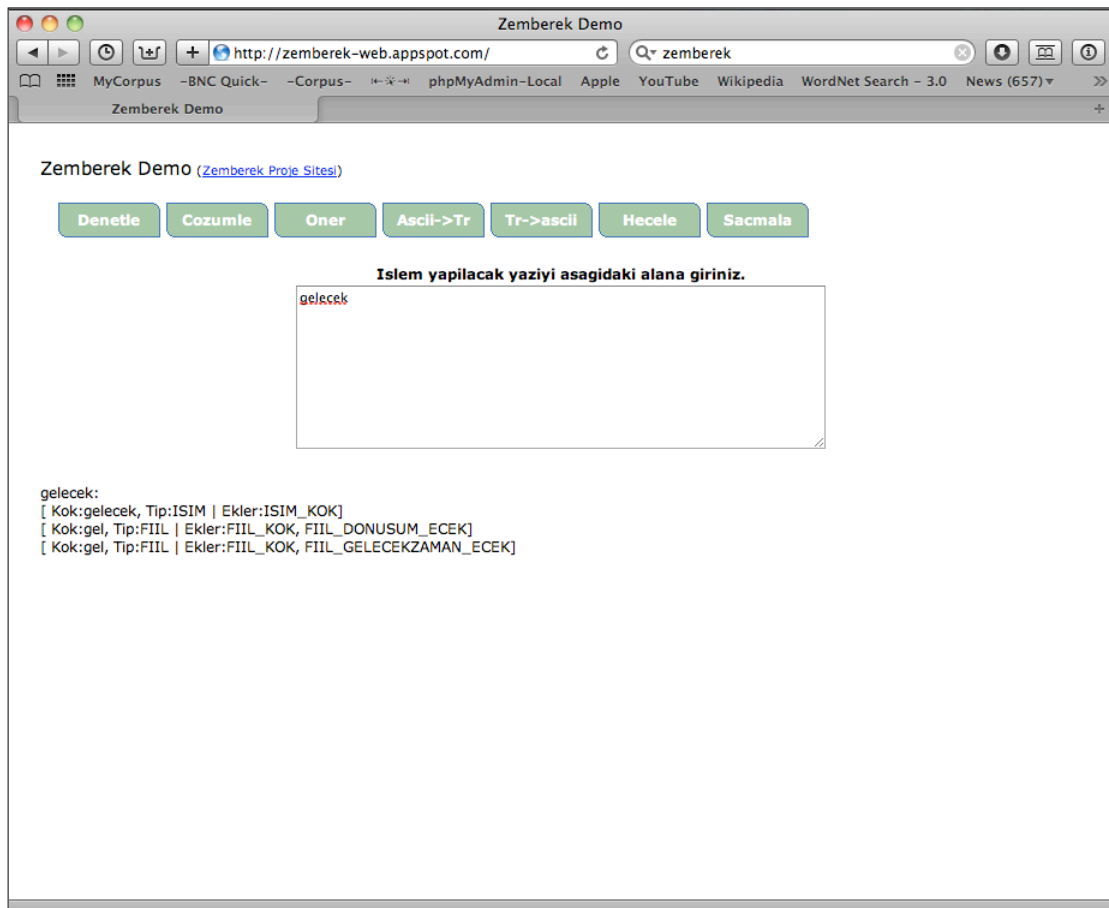 Zemberek Demo
http://zemberek-web.appspot.com/ zemberek
MyCorpus -BNC Quick- -Corpus- phpMyAdmin-Local Apple YouTube Wikipedia WordNet Search - 3.0 News (657)
Zemberek Demo
Zemberek Demo (Zemberek Proje Sitesi)
Denetle Cozumle Oner Ascii->Tr Tr->ascii Hecele Sacmala
Islem yapilacak yaziyi asagidaki alana giriniz.
gelecek
gelecek:
[ Kok:gelecek, Tip:ISIM | Ekler:ISIM_KOK]
[ Kok:gel, Tip:FIIL | Ekler:FIIL_KOK, FIIL_DONUSUM_ECEK]
[ Kok:gel, Tip:FIIL | Ekler:FIIL_KOK, FIIL_GELECEKZAMAN_ECEK]